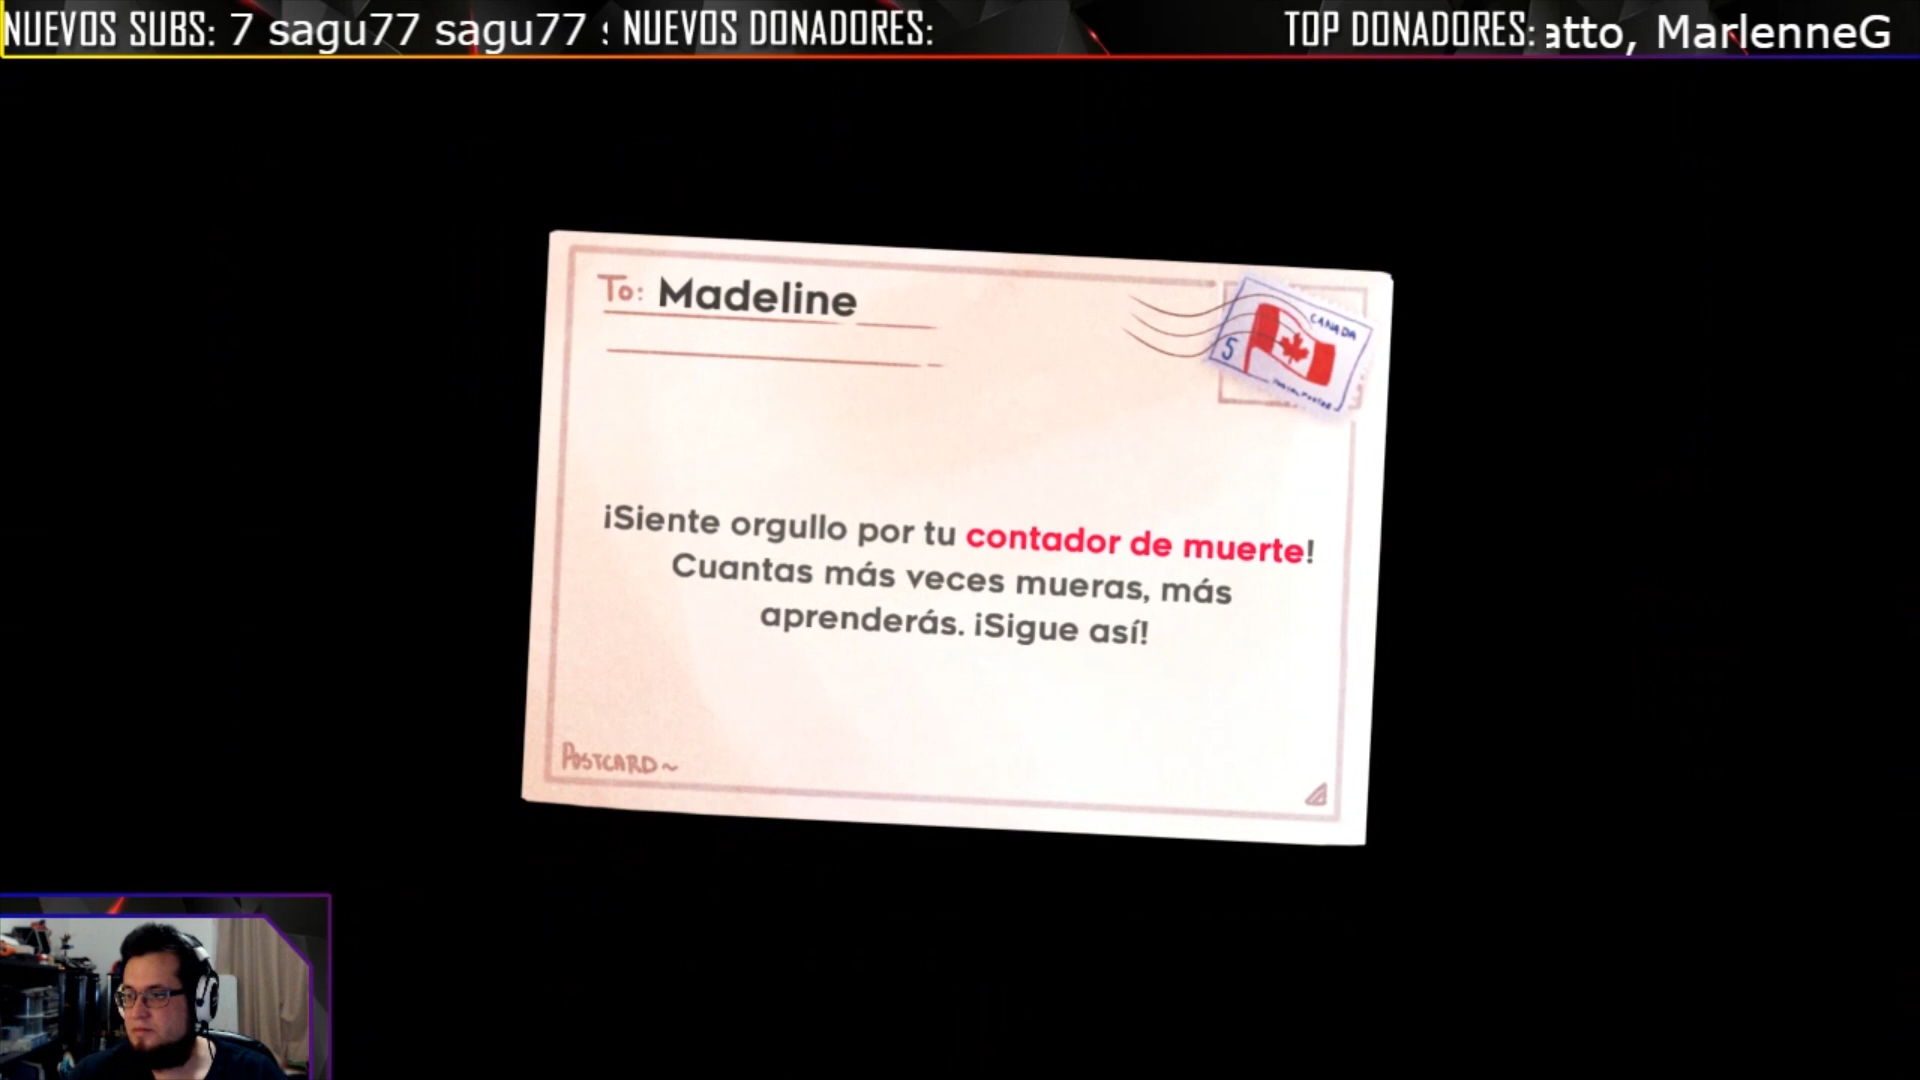 NUEVOS SUBS: 7 sagu77 sagu77 NUEVOS DONADORES: TOP DONADORES: atto, MarlenneG
To: Madeline
CANADA
5
¡Siente orgullo por tu contador de muerte!
Cuantas más veces mueras, más
aprenderás. ¡Sigue así!
POSTCARD~